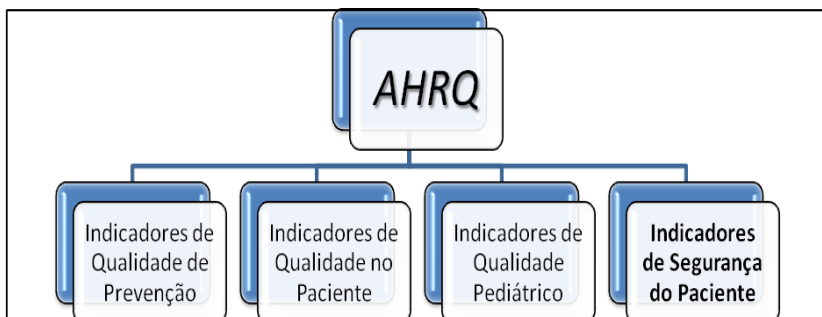 AHRQ
Indicadores de
Qualidade de
Prevenção
Indicadores de
Qualidade no
Paciente
Indicadores de
Qualidade
Pediátrico
Indicadores
de Segurança
do Paciente